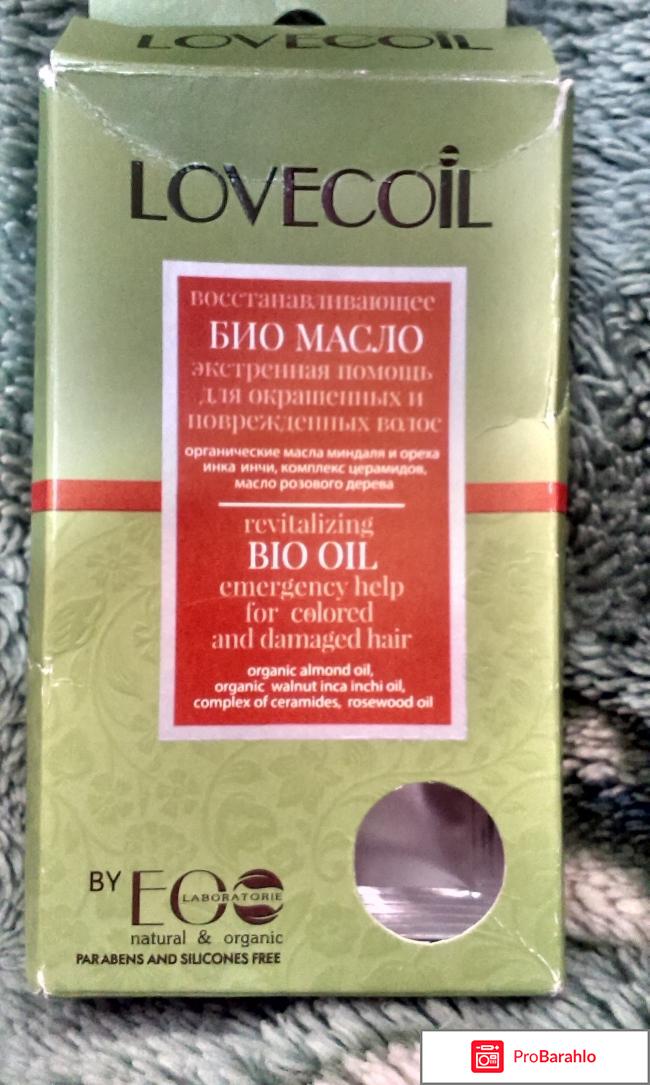 LOVECOIL
LOVECOIL
восстанавливающее
БИО МАСЛО
экстренная помощь
для окрашенных и
поврежденных волос
органические масла миндаля и ореха
инка инчи, комплекс церамидов,
масло розового дерева
revitalizing
BIO OIL
emergency help
for colored
and damaged hair
organic almond oil,
organic walnut inca inchi oil,
complex of ceramides, rosewood oil
BY ECO
LABORATORIE
natural & organic
PARABENS AND SILICONES FREE
ProBarahlo